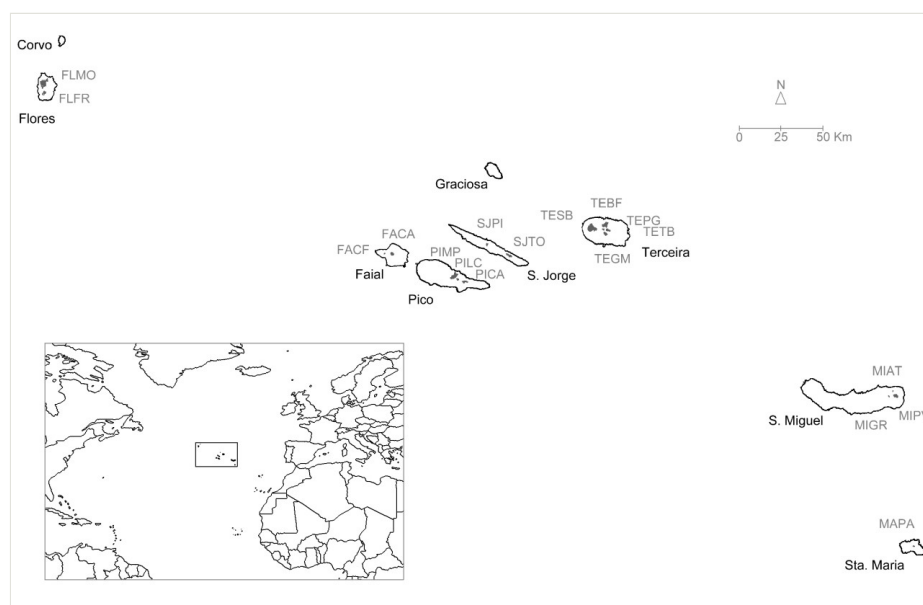 Corvo
FLMO
FLFR
Flores
N
0 25 50 Km
Graciosa
TEBF
TESB
TEPG
TETB
SJPI
FACA
SJTO
FACF
PIMP
Terceira
TEGM
PILC
Faial
PICA
S. Jorge
Pico
MIAT
S. Miguel
MIGR
MAPA
Sta. Maria